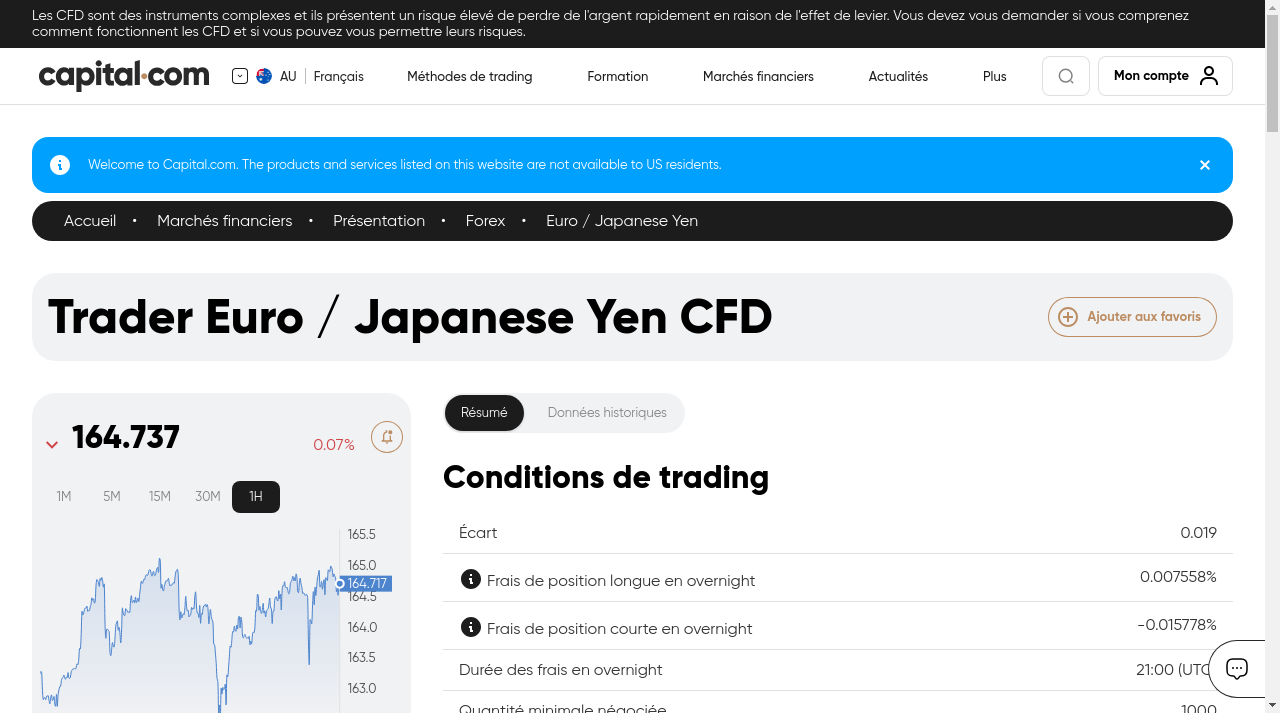 Les CFD sont des instruments complexes et ils présentent un risque élevé de perdre de l'argent rapidement en raison de l'effet de levier. Vous devez vous demander si vous comprenez
comment fonctionnent les CFD et si vous pouvez vous permettre leurs risques.
capital.com AU Français Méthodes de trading Formation Marchés financiers Actualités Plus Mon compte
Welcome to Capital.com. The products and services listed on this website are not available to US residents.
Accueil • Marchés financiers • Présentation • Forex • Euro / Japanese Yen
Trader Euro / Japanese Yen CFD
Ajouter aux favoris
164.737
0.07%
1M 5M 15M 30M 1H
165.5
165.0
164.717
164.5
164.0
163.5
163.0
Résumé Données historiques
Conditions de trading
Écart 0.019
Frais de position longue en overnight 0.007558%
Frais de position courte en overnight -0.015778%
Durée des frais en overnight 21:00 (UTC)
Quantité minimale négociée 1000